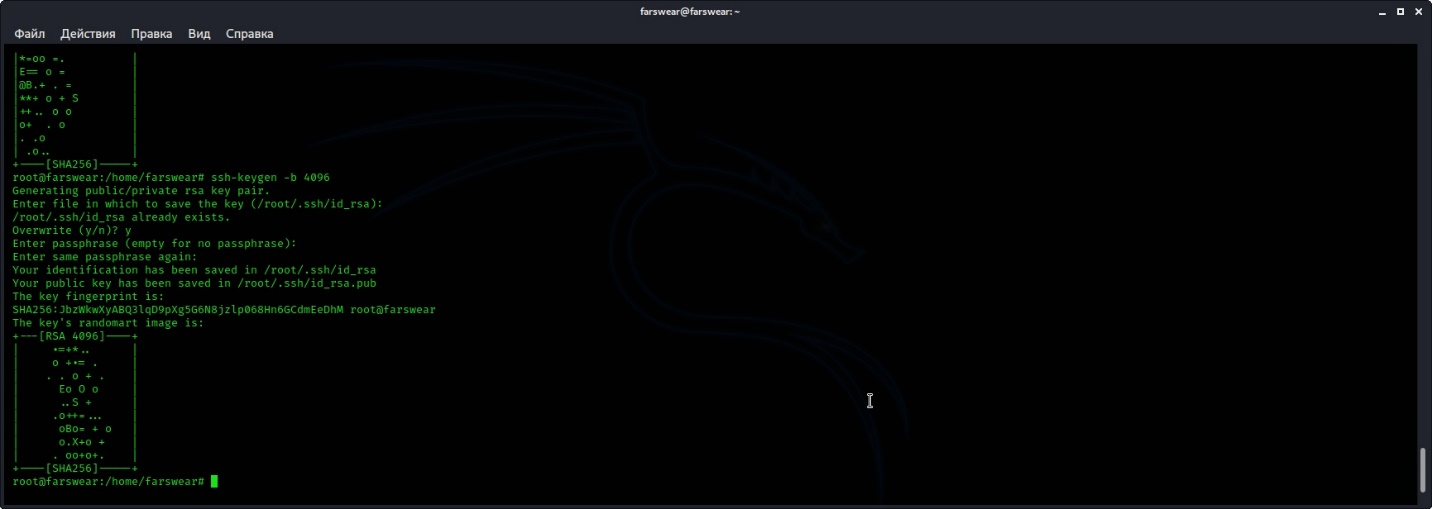 farswear@farswear: ~
Файл Действия Правка Вид Справка
|*=oo =. |
|E== o = |
|@B.+ . = |
|**+ o + S |
|++.. o o |
|o+ . o |
|. .o |
| .o.. |
+----[SHA256]-----+
root@farswear:/home/farswear# ssh-keygen -b 4096
Generating public/private rsa key pair.
Enter file in which to save the key (/root/.ssh/id_rsa):
/root/.ssh/id_rsa already exists.
Overwrite (y/n)? y
Enter passphrase (empty for no passphrase):
Enter same passphrase again:
Your identification has been saved in /root/.ssh/id_rsa
Your public key has been saved in /root/.ssh/id_rsa.pub
The key fingerprint is:
SHA256:JbzWkwXyABQ3lqD9pXg5G6N8jzlp068Hn6GCdmEeDhM root@farswear
The key's randomart image is:
+---[RSA 4096]----+
| •=+*.. |
| o +•= . |
| . . o + . |
| Eo O o |
| ..S + |
| .o++=... |
| oBo= + o |
| o.X+o + |
| . oo+o+. |
+----[SHA256]-----+
root@farswear:/home/farswear#